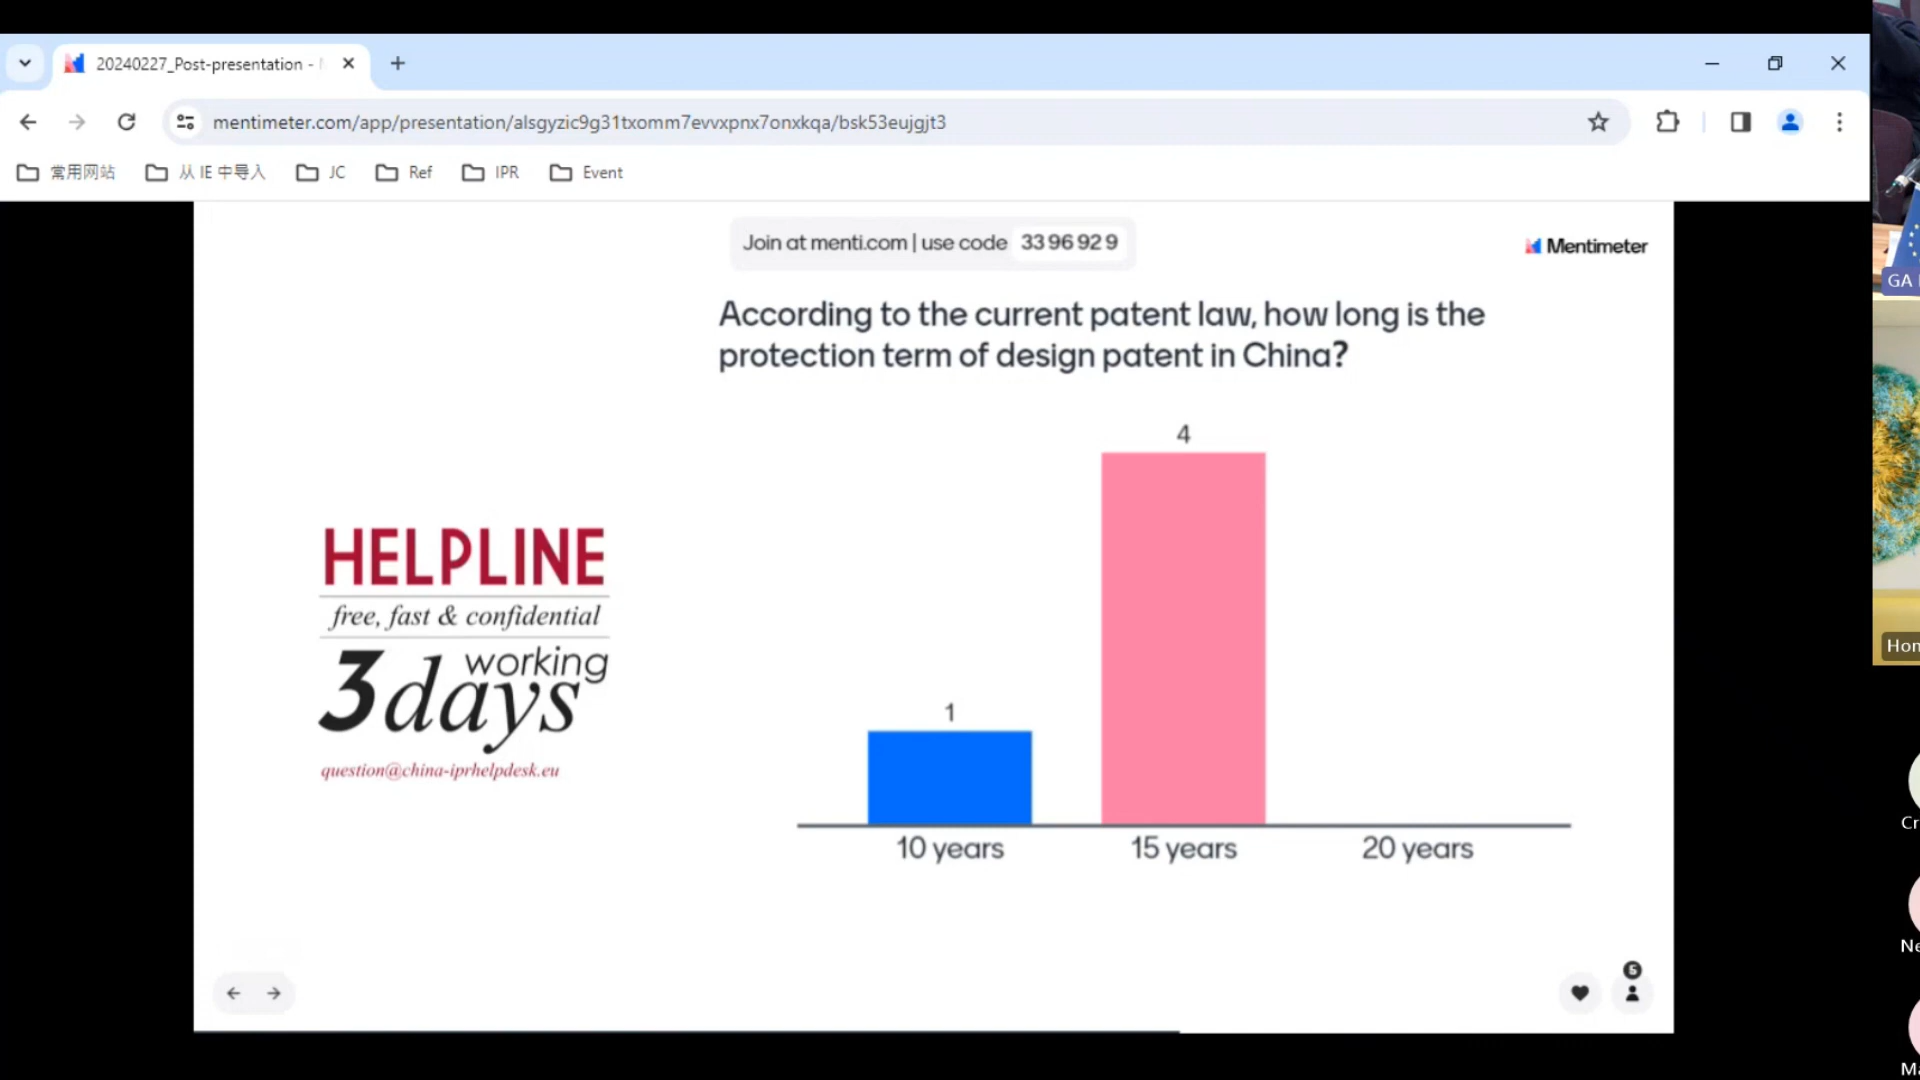 20240227_Post-presentation -
mentimeter.com/app/presentation/alsgyzic9g31txomm7evvxpnx7onxkqa/bsk53eujgjt3
常用网站 从 IE 中导入 JC Ref IPR Event
Join at menti.com | use code 33 96 92 9
Mentimeter
According to the current patent law, how long is the
protection term of design patent in China?
HELPLINE
free, fast & confidential
3 working
days
question@china-iprhelpdesk.eu
4
1
10 years 15 years 20 years
5
GA
Hom
Cr
Ne
Ma